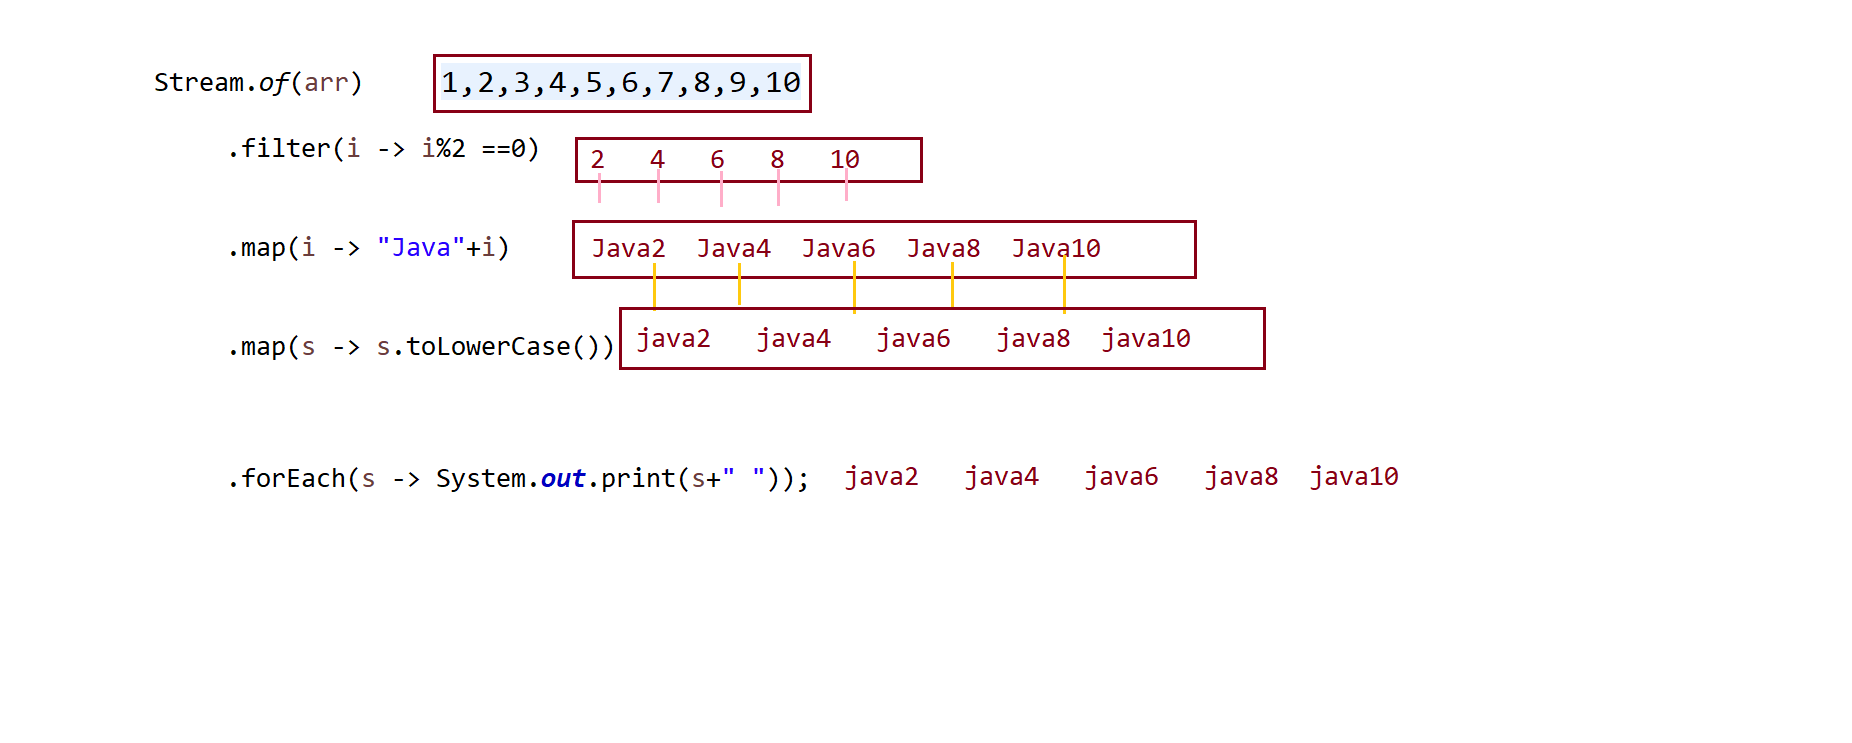 Stream.of(arr) 1,2,3,4,5,6,7,8,9,10
.filter(i -> i%2 ==0) 2 4 6 8 10
.map(i -> "Java"+i) Java2 Java4 Java6 Java8 Java10
.map(s -> s.toLowerCase()) java2 java4 java6 java8 java10
.forEach(s -> System.out.print(s+" ")); java2 java4 java6 java8 java10